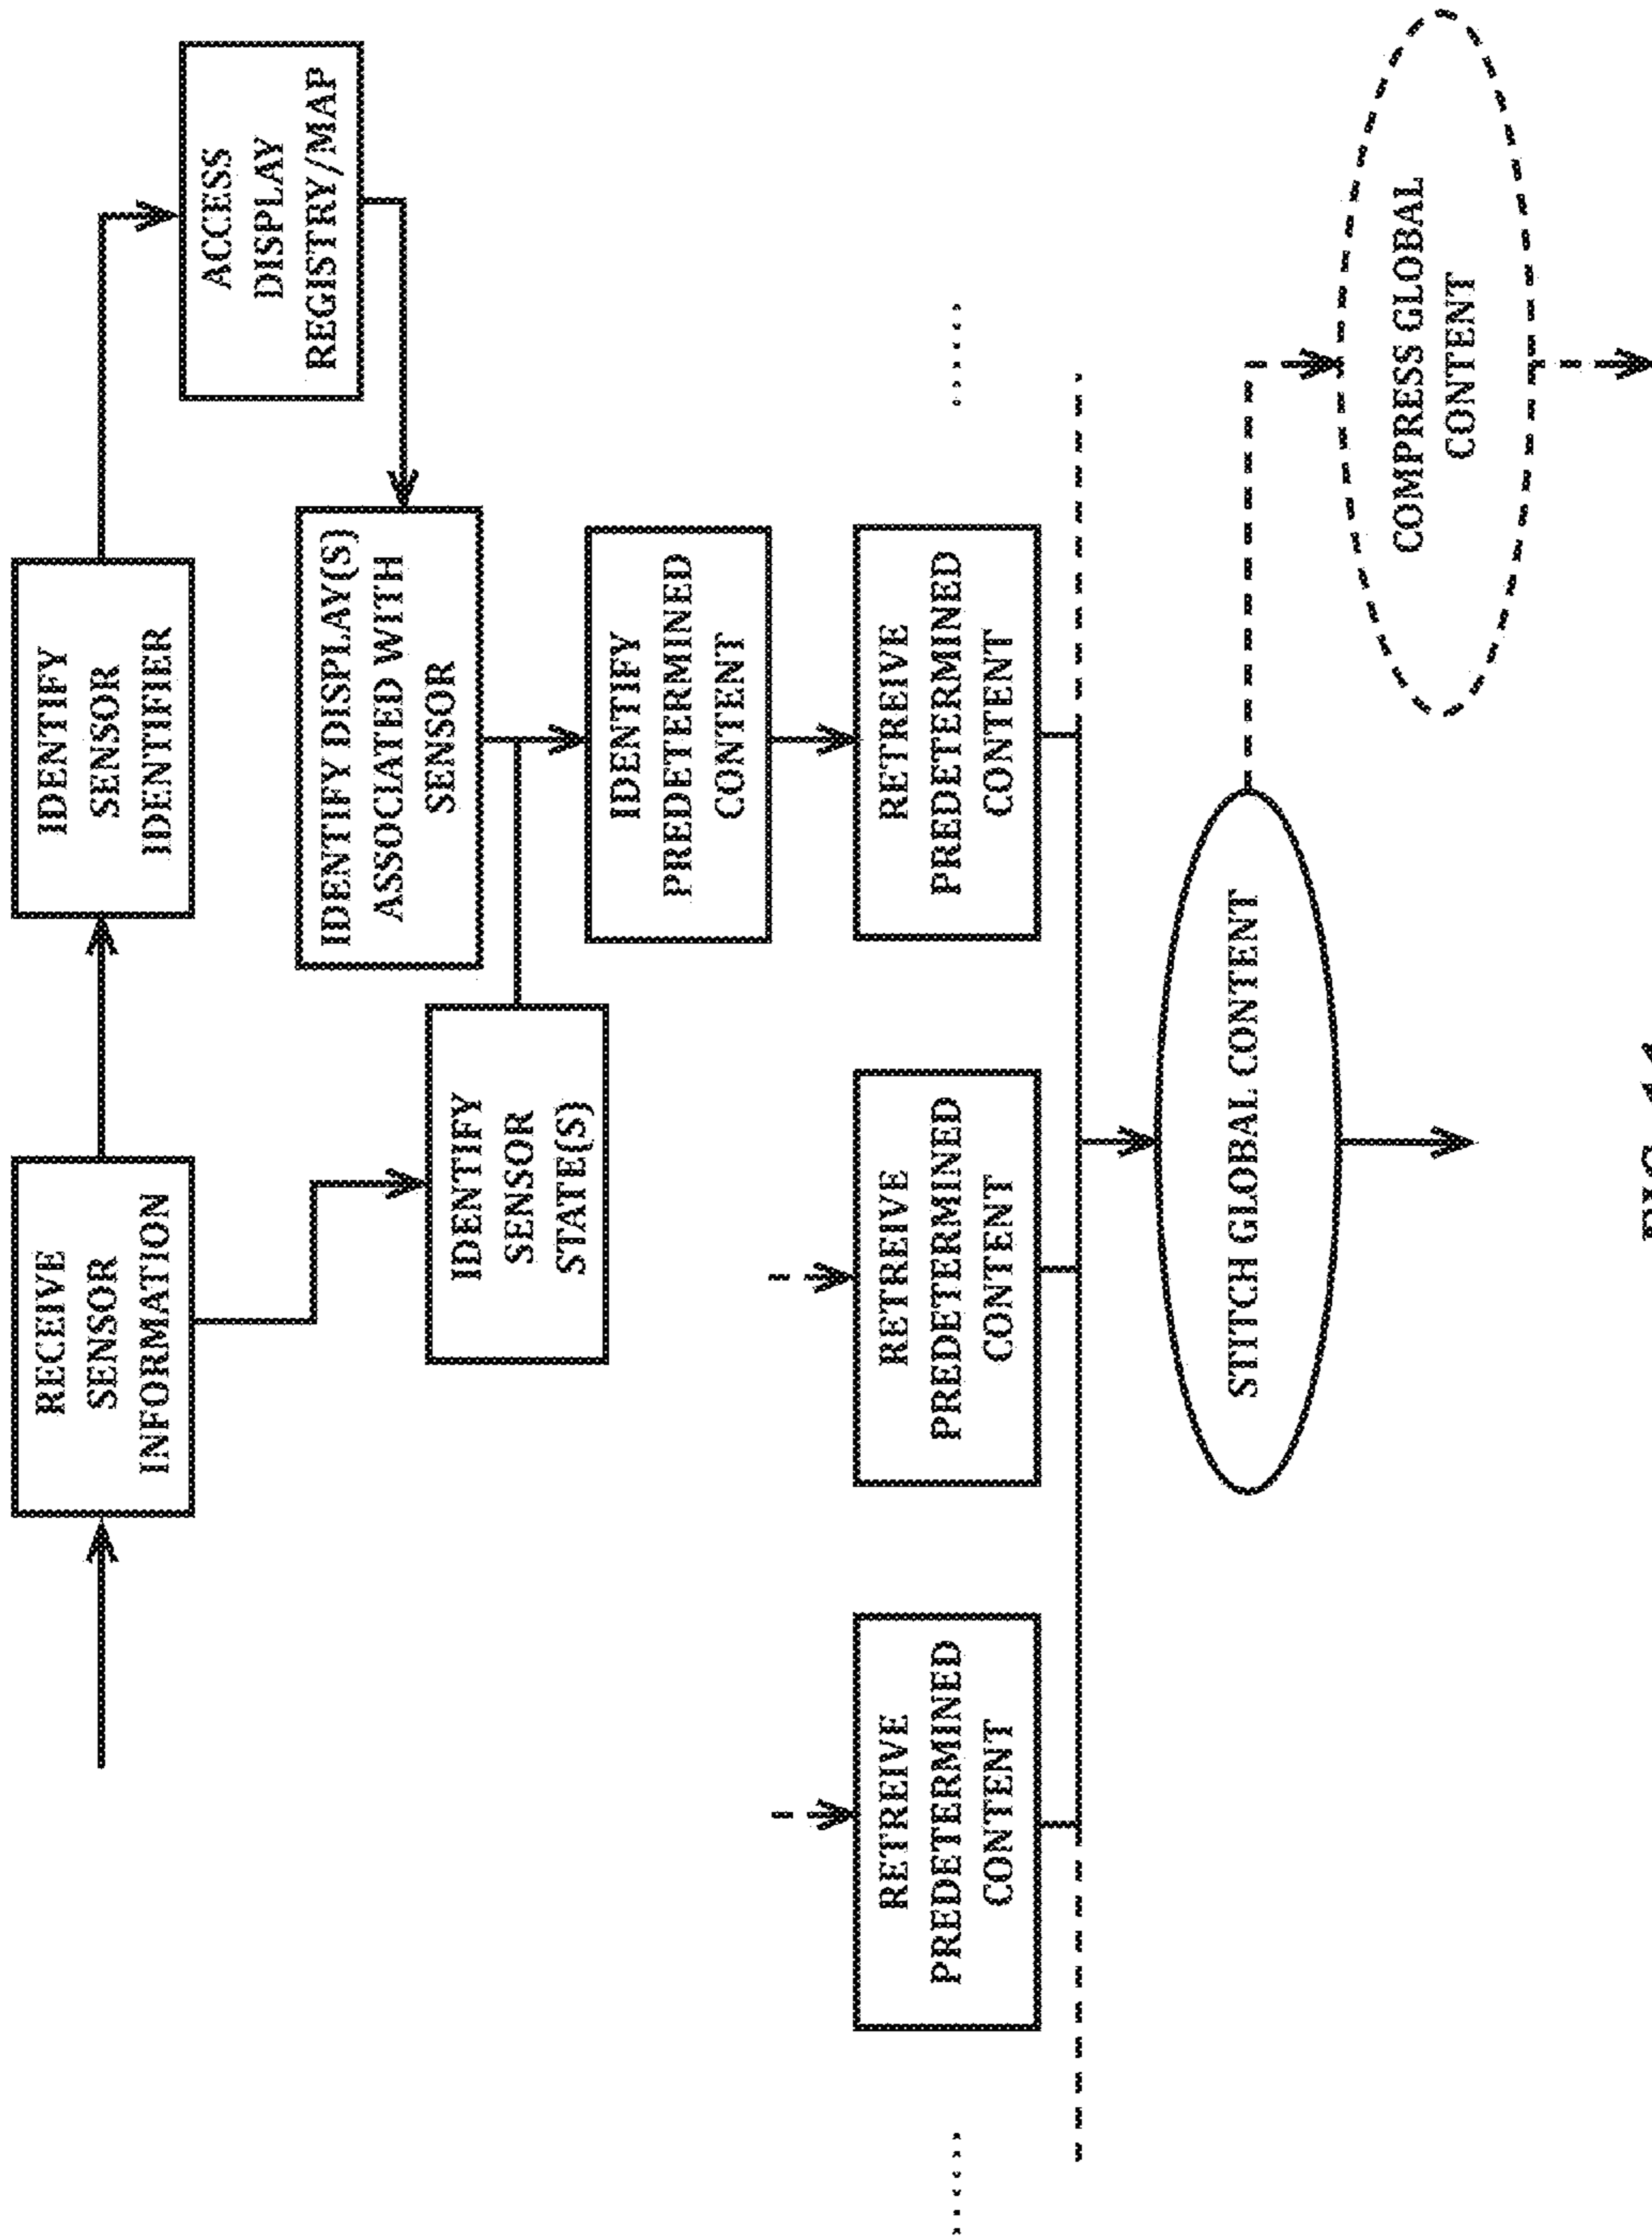 RECEIVE
SENSOR
INFORMATION
IDENTIFY
SENSOR
IDENTIFIER
ACCESS
DISPLAY
REGISTRY/MAP
IDENTIFY DISPLAY(S)
ASSOCIATED WITH
SENSOR
IDENTIFY
SENSOR
STATE(S)
IDENTIFY
PREDETERMINED
CONTENT
RETREIVE
PREDETERMINED
CONTENT
RETREIVE
PREDETERMINED
CONTENT
RETREIVE
PREDETERMINED
CONTENT
STITCH GLOBAL CONTENT
COMPRESS GLOBAL
CONTENT
FIG.